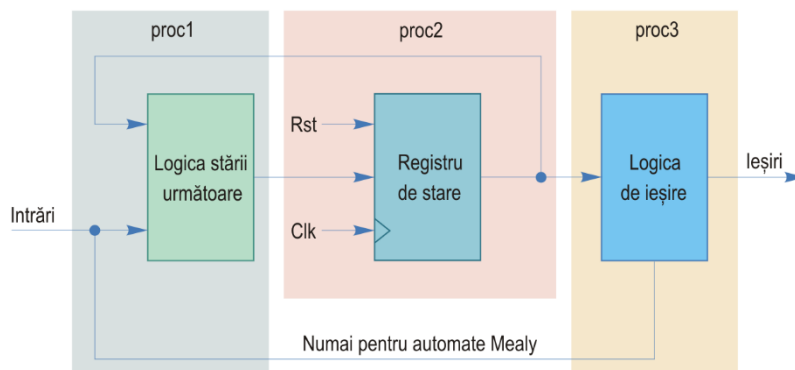 proc1
proc2
proc3
Rst
Logica stării
următoare
Registru
de stare
Logica
de ieșire
Ieșiri
Intrări
Clk
Numai pentru automate Mealy